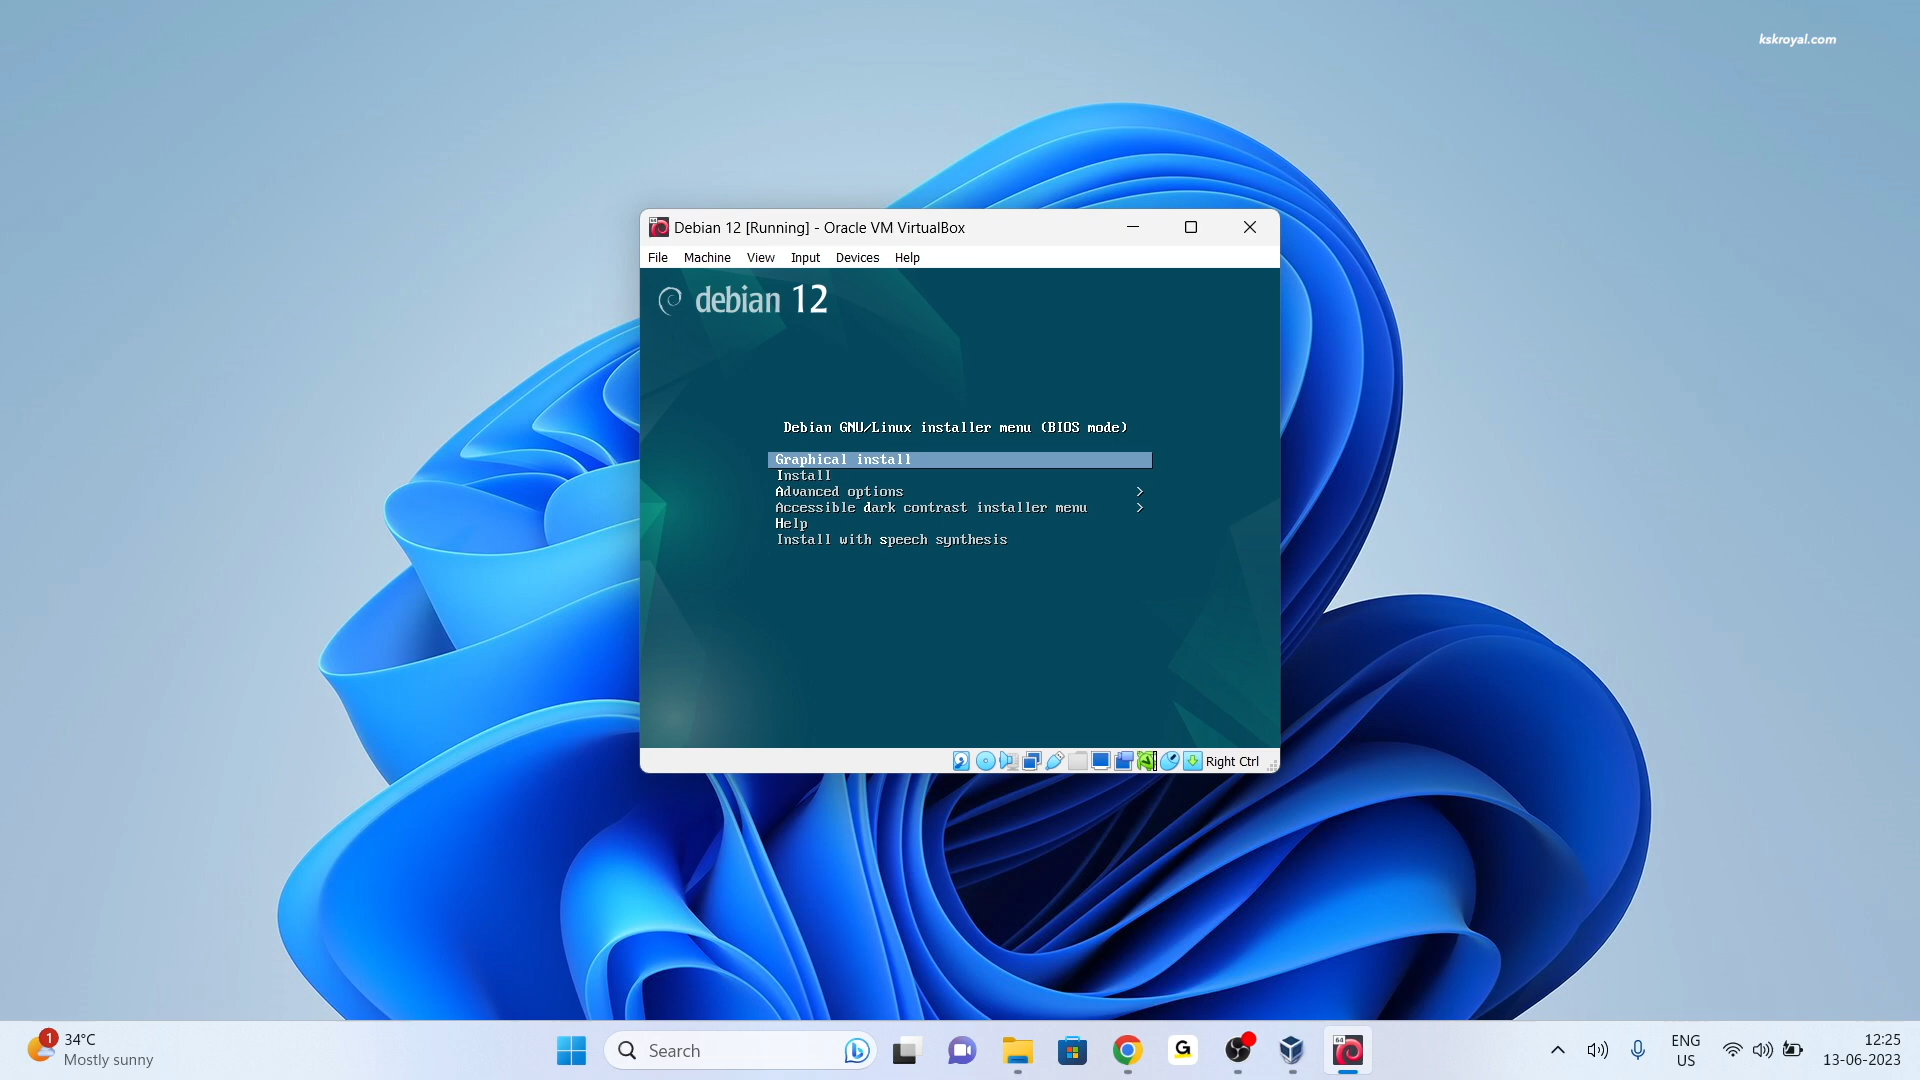 kskroyal.com
Debian 12 [Running] - Oracle VM VirtualBox
File Machine View Input Devices Help
debian 12
Debian GNU/Linux installer menu (BIOS mode)
Graphical install
Install
Advanced options >
Accessible dark contrast installer menu >
Help
Install with speech synthesis
Right Ctrl
1
34°C
Mostly sunny
Search
G
64
ENG
US
12:25
13-06-2023